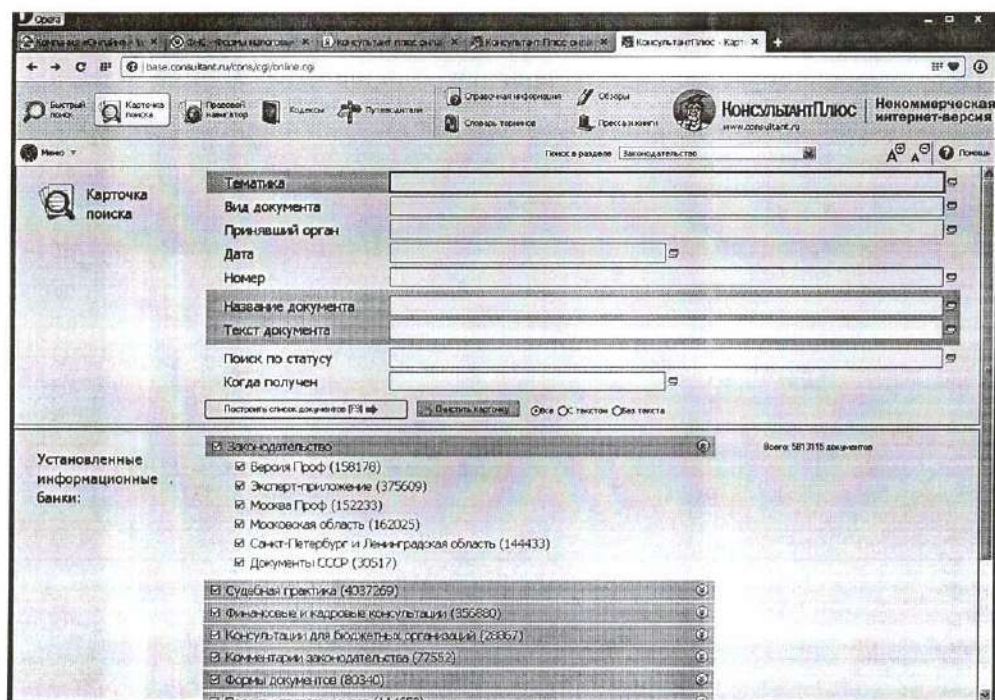 Opera
base.consultant.ru/cons/cgi/online.cgi
Быстрый поиск
Карточка поиска
Правовой навигатор
Кодексы
Путеводители
Справочная информация
Словарь терминов
Обзоры
Пресса и книги
КонсультантПлюс
www.consultant.ru
Некоммерческая
интернет-версия
Меню
Поиск в разделе
Законодательство
Помощь
Карточка
поиска
Тематика
Вид документа
Принявший орган
Дата
Номер
Название документа
Текст документа
Поиск по статусу
Когда получен
Построить список документов [F9]
Очистить карточку
Все С текстом Без текста
Установленные
информационные
банки:
Законодательство
Всего: 5813115 документов
Версия Проф (158178)
Эксперт-приложение (375609)
Москва Проф (152233)
Московская область (162025)
Санкт-Петербург и Ленинградская область (144433)
Документы СССР (30517)
Судебная практика (4037269)
Финансовые и кадровые консультации (356880)
Консультации для бюджетных организаций (28867)
Комментарии законодательства (77552)
Формы документов (80340)